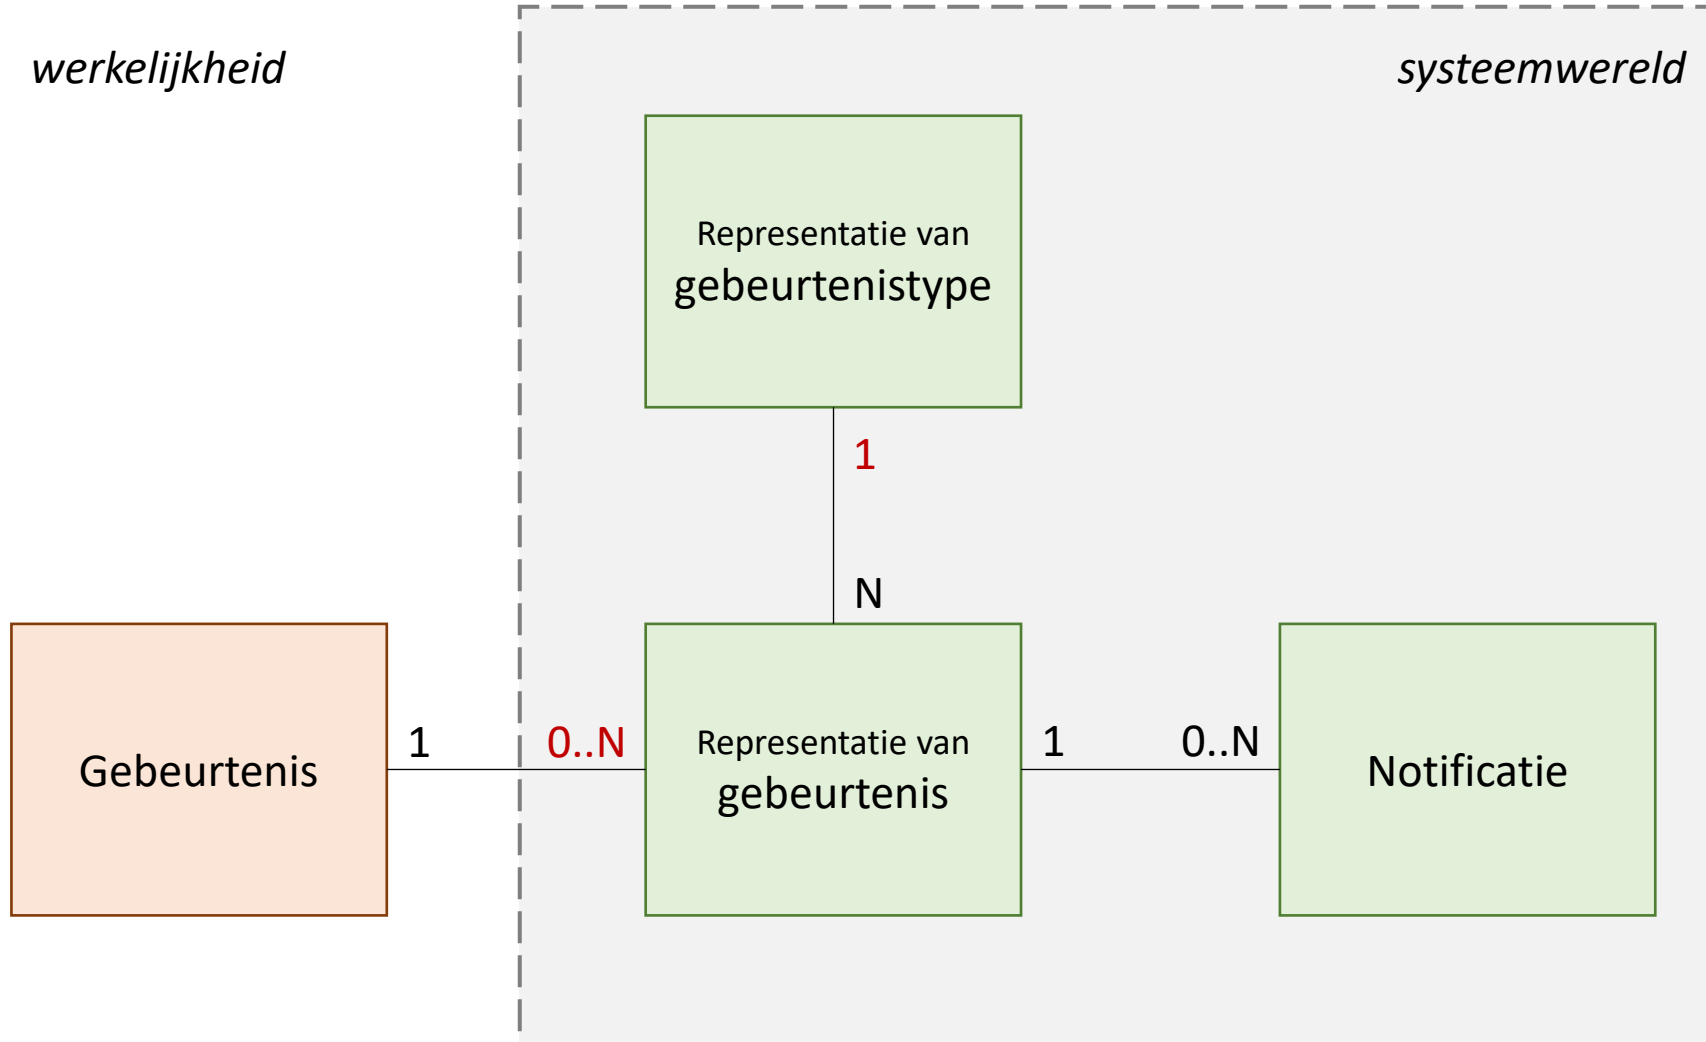 werkelijkheid
systeemwereld
Representatie van
gebeurtenistype
1
N
Gebeurtenis
1
0..N
Representatie van
gebeurtenis
1
0..N
Notificatie